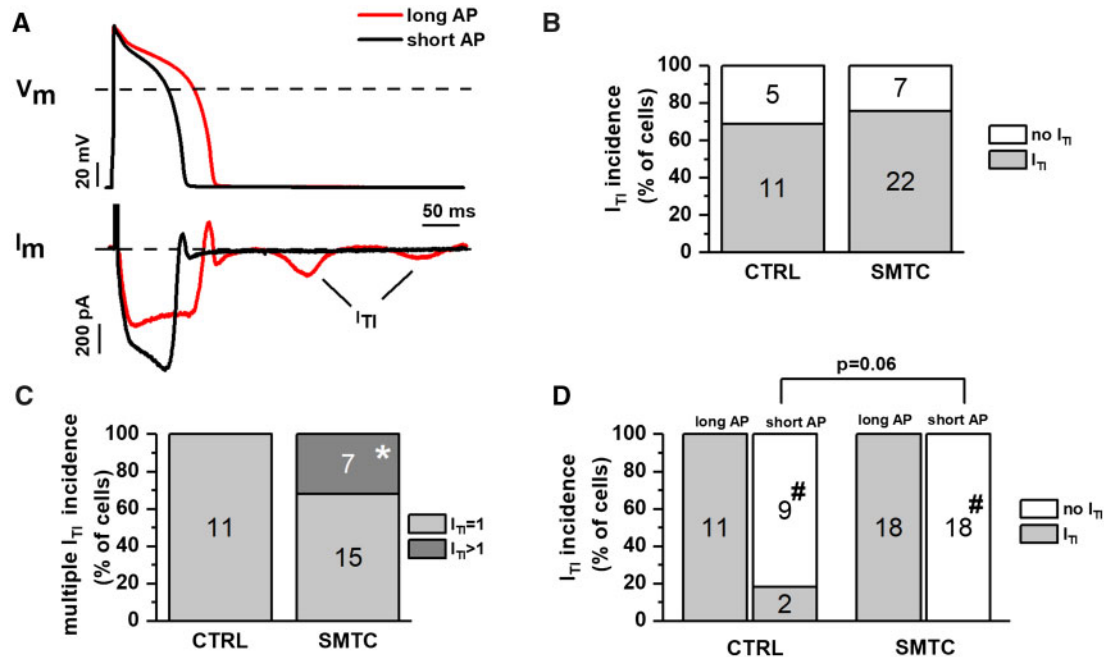 A
long AP
short AP
Vm
20 mV
50 ms
Im
200 pA
ITI
B
ITI incidence
(% of cells)
100
80
60
40
20
0
5
11
7
22
CTRL
SMTC
no ITI
ITI
C
multiple ITI incidence
(% of cells)
100
80
60
40
20
0
11
7 *
15
CTRL
SMTC
ITI=1
ITI>1
D
p=0.06
ITI incidence
(% of cells)
100
80
60
40
20
0
long AP
short AP
long AP
short AP
11
9#
2
18
18#
CTRL
SMTC
no ITI
ITI